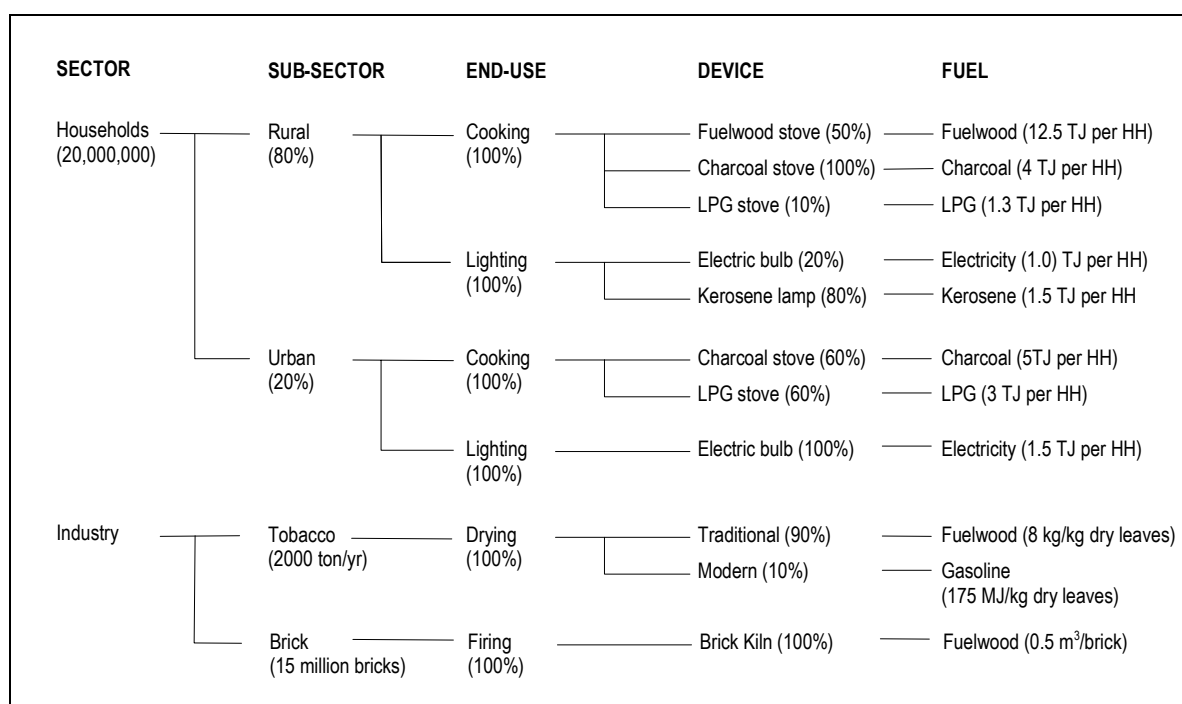 SECTOR SUB-SECTOR END-USE DEVICE FUEL
Households Rural Cooking Fuelwood stove (50%) Fuelwood (12.5 TJ per HH)
(20,000,000) (80%) (100%)
Charcoal stove (100%) Charcoal (4 TJ per HH)
LPG stove (10%) LPG (1.3 TJ per HH)
Lighting Electric bulb (20%) Electricity (1.0) TJ per HH)
(100%)
Kerosene lamp (80%) Kerosene (1.5 TJ per HH
Urban Cooking Charcoal stove (60%) Charcoal (5TJ per HH)
(20%) (100%)
LPG stove (60%) LPG (3 TJ per HH)
Lighting Electric bulb (100%) Electricity (1.5 TJ per HH)
(100%)
Industry Tobacco Drying Traditional (90%) Fuelwood (8 kg/kg dry leaves)
(2000 ton/yr) (100%)
Modern (10%) Gasoline
(175 MJ/kg dry leaves)
Brick Firing Brick Kiln (100%) Fuelwood (0.5 m³/brick)
(15 million bricks) (100%)